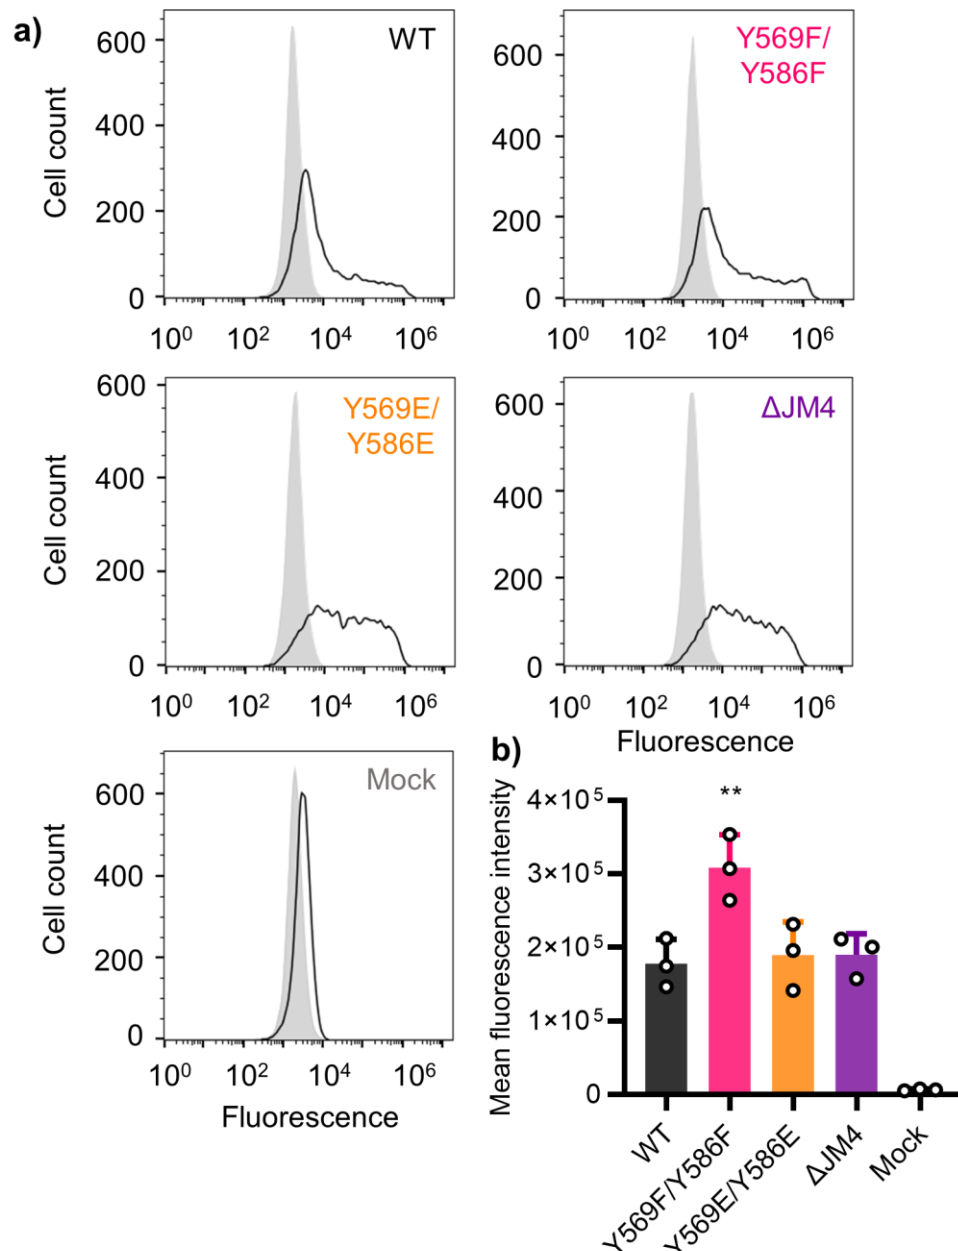 a)
WT
Cell count
600
400
200
0
10⁰ 10² 10⁴ 10⁶
Y569F/
Y586F
600
400
200
0
10⁰ 10² 10⁴ 10⁶
Y569E/
Y586E
Cell count
600
400
200
0
10⁰ 10² 10⁴ 10⁶
ΔJM4
600
400
200
0
10⁰ 10² 10⁴ 10⁶
Fluorescence
Mock
Cell count
600
400
200
0
10⁰ 10² 10⁴ 10⁶
Fluorescence
b)
Mean fluorescence intensity
4×10⁵
3×10⁵
2×10⁵
1×10⁵
0
**
WT
Y569F/Y586F
Y569E/Y586E
ΔJM4
Mock